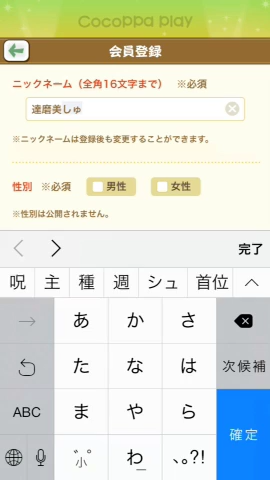 Cocoppa play
会員登録
ニックネーム（全角16文字まで） ※必須
達磨美しゅ
※ニックネームは登録後も変更することができます。
性別 ※必須 男性 女性
※性別は公開されません。
完了
呪 主 種 週 シュ 首位
あ か さ
た な は 次候補
ABC ま や ら
確定
小 わ 、。?!